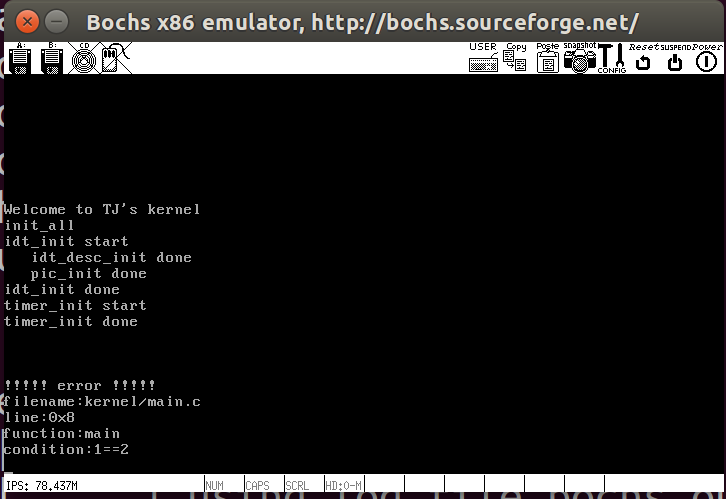 Bochs x86 emulator, http://bochs.sourceforge.net/
A: B: CD USER Copy Paste snapshot CONFIG Reset SUSPEND Power
Welcome to TJ's kernel
init_all
idt_init start
   idt_desc_init done
   pic_init done
idt_init done
timer_init start
timer_init done
!!!!! error !!!!!
filename:kernel/main.c
line:0x8
function:main
condition:1==2
IPS: 78.437M NUM CAPS SCRL HD:0-M